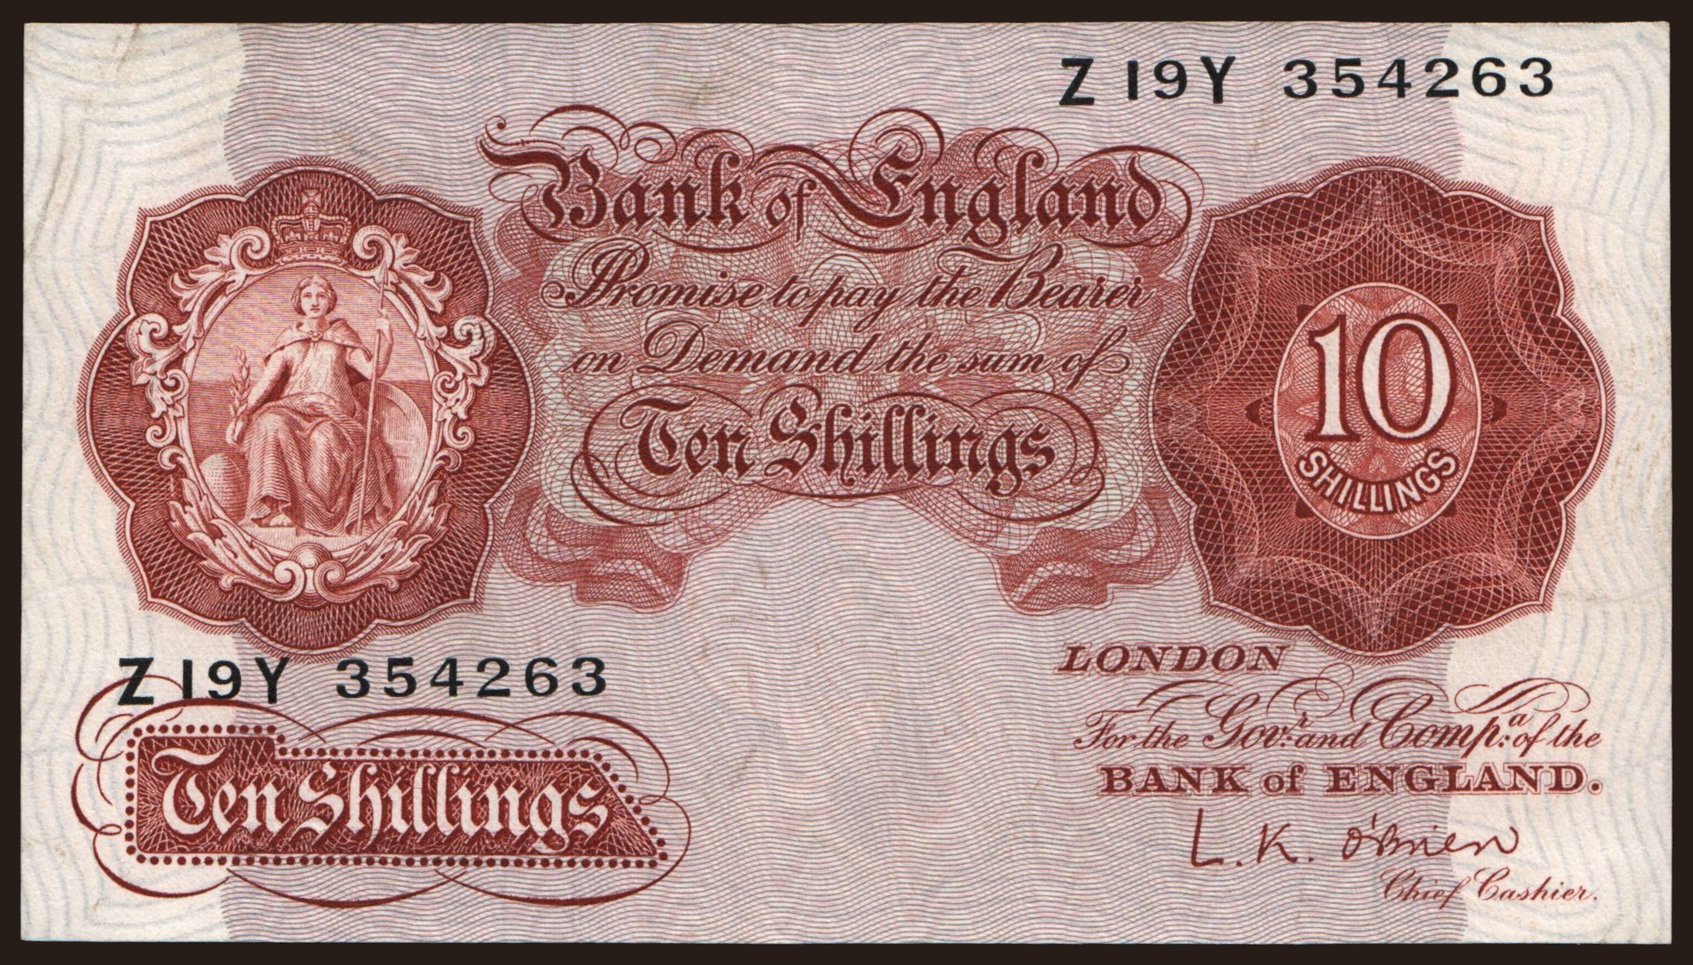 Z 19Y 354263
Bank of England
Promise to pay the Bearer
on Demand the sum of
Ten Shillings
10
SHILLINGS
Z 19Y 354263
Ten Shillings
LONDON
For the Govr. and Compa. of the
BANK of ENGLAND.
L.K. O'Brien
Chief Cashier.